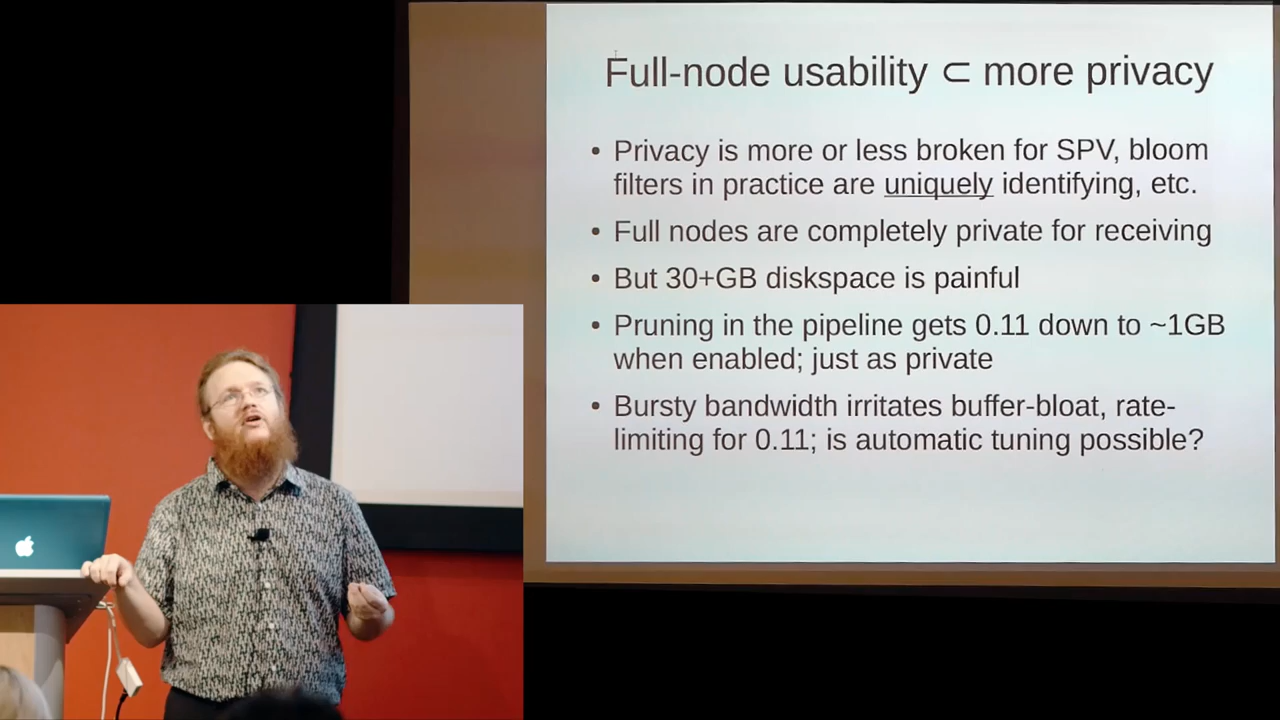 Full-node usability ⊂ more privacy
• Privacy is more or less broken for SPV, bloom
filters in practice are uniquely identifying, etc.
• Full nodes are completely private for receiving
• But 30+GB diskspace is painful
• Pruning in the pipeline gets 0.11 down to ~1GB
when enabled; just as private
• Bursty bandwidth irritates buffer-bloat, rate-
limiting for 0.11; is automatic tuning possible?